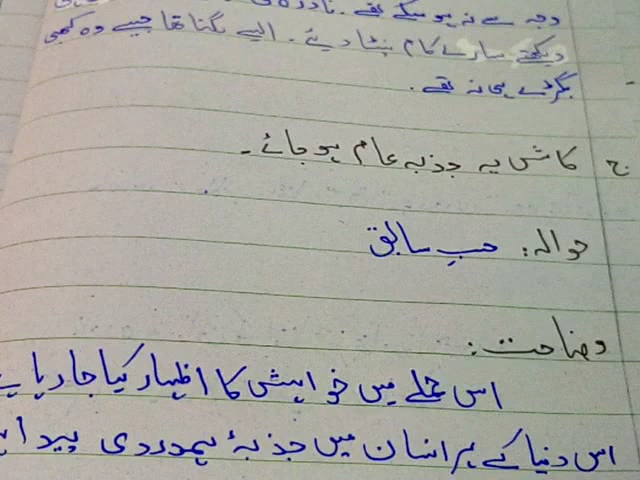 وجہ سے نہ ہو سکے تھے۔
دیکھتے سارے کام نپٹا دیئے۔ ایسے لگتا تھا جیسے وہ کبھی
بگڑے ہی نہ تھے۔
ج کاش یہ جذبہ عام ہو جائے۔
حوالہ: حسبِ سابق
وضاحت:
اس جملے میں خواہش کا اظہار کیا جا رہا ہے
اس دنیا کے ہر انسان میں جذبۂ ہمدردی پیدا